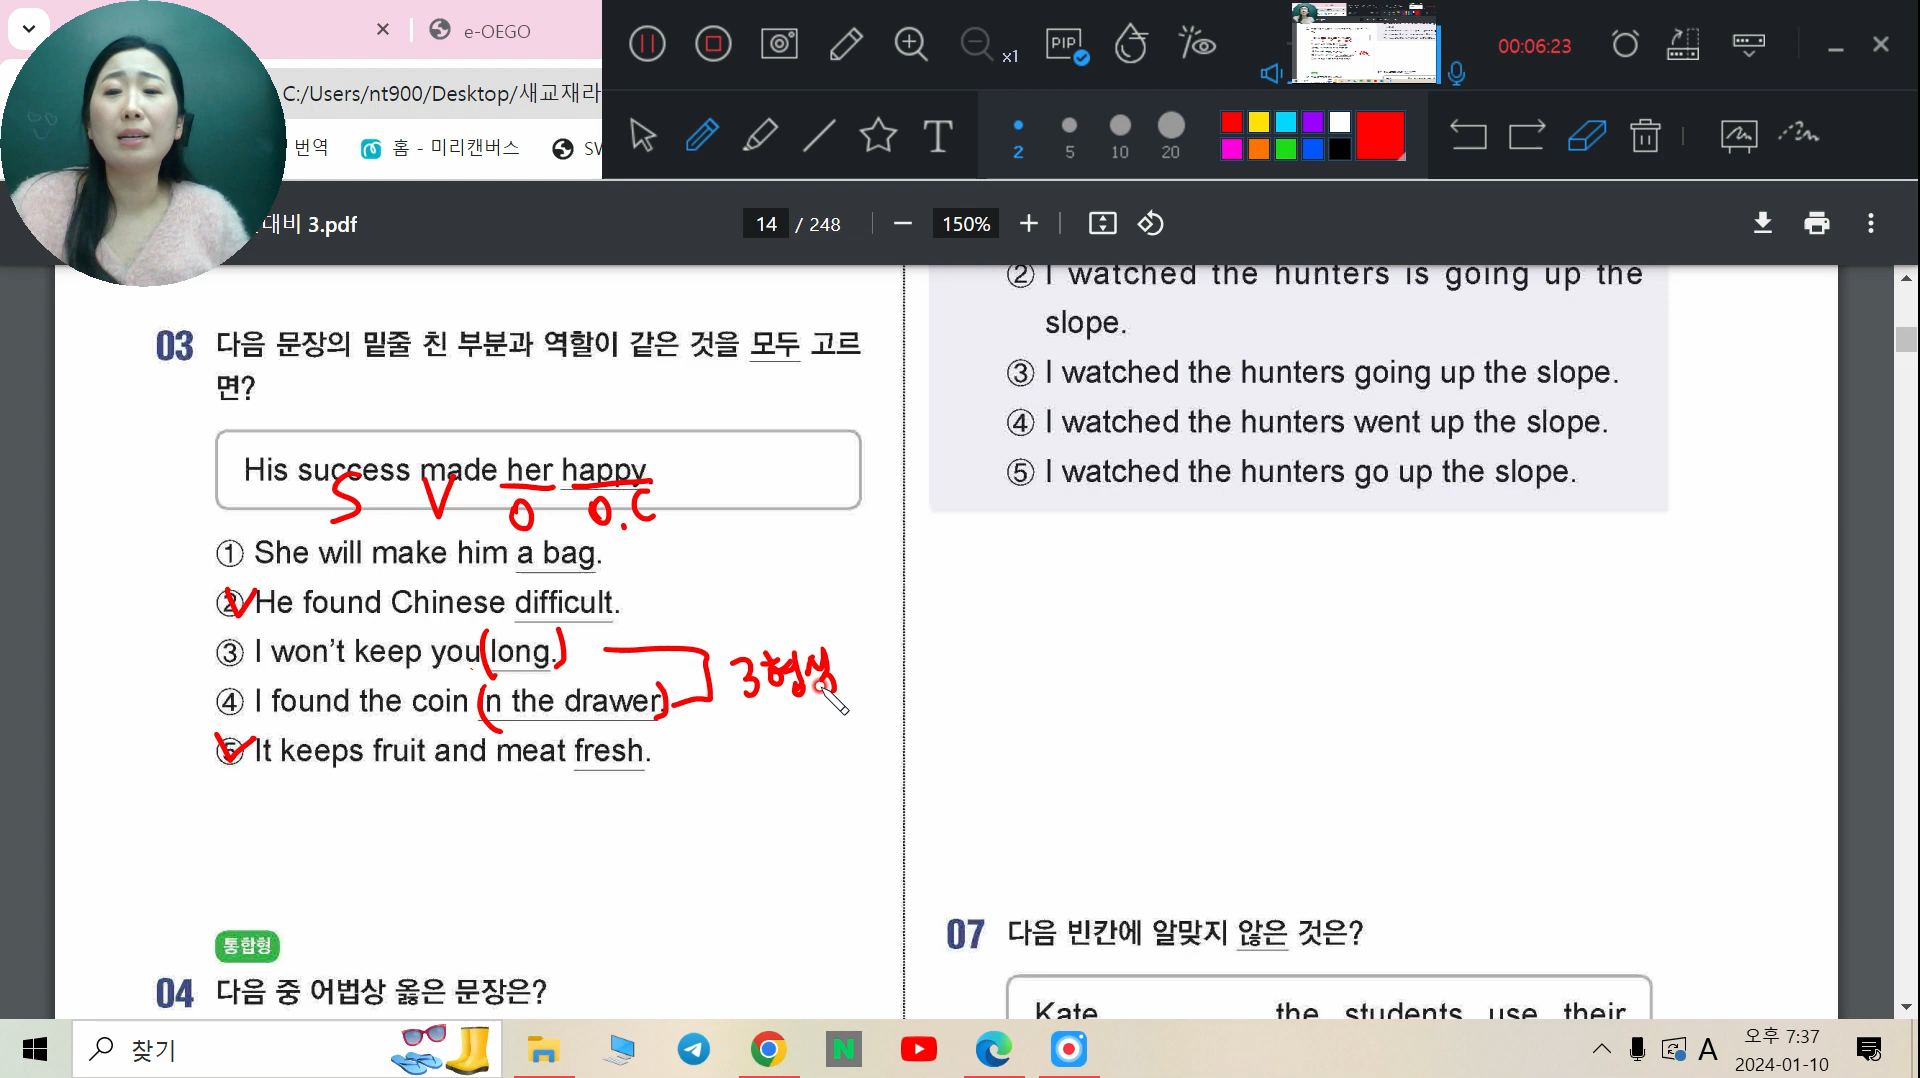 e-OEGO
x1
PIP
00:06:23
C:/Users/nt900/Desktop/새교재라
번역
홈 - 미리캔버스
SV
T
2
5
10
20
대비 3.pdf
14 / 248
150%
03 다음 문장의 밑줄 친 부분과 역할이 같은 것을 모두 고르
면?
His success made her happy.
S V O O.C
① She will make him a bag.
② He found Chinese difficult.
③ I won't keep you (long.)
④ I found the coin (n the drawer.)
3형식
⑤ It keeps fruit and meat fresh.
통합형
04 다음 중 어법상 옳은 문장은?
② I watched the hunters is going up the
slope.
③ I watched the hunters going up the slope.
④ I watched the hunters went up the slope.
⑤ I watched the hunters go up the slope.
07 다음 빈칸에 알맞지 않은 것은?
Kate the students use their
찾기
N
A
오후 7:37
2024-01-10